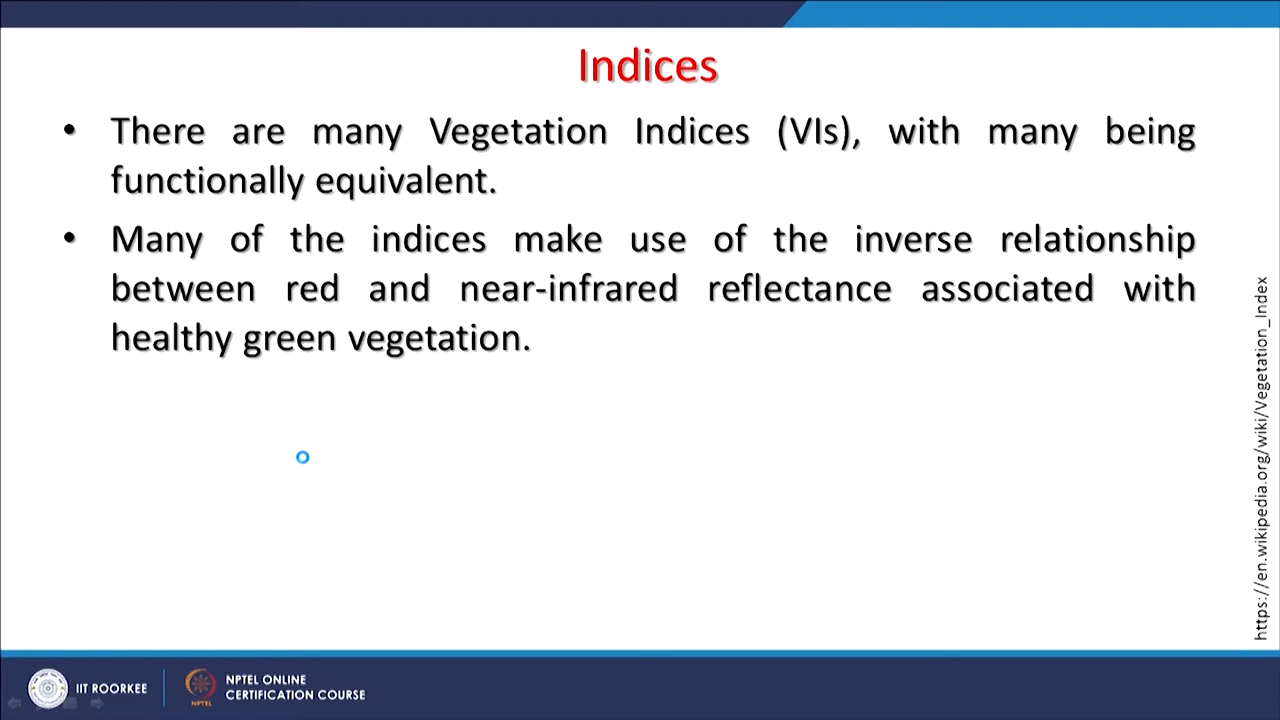 Indices
• There are many Vegetation Indices (VIs), with many being
functionally equivalent.
• Many of the indices make use of the inverse relationship
between red and near-infrared reflectance associated with
healthy green vegetation.
https://en.wikipedia.org/wiki/Vegetation_Index
IIT ROORKEE
NPTEL
NPTEL ONLINE
CERTIFICATION COURSE